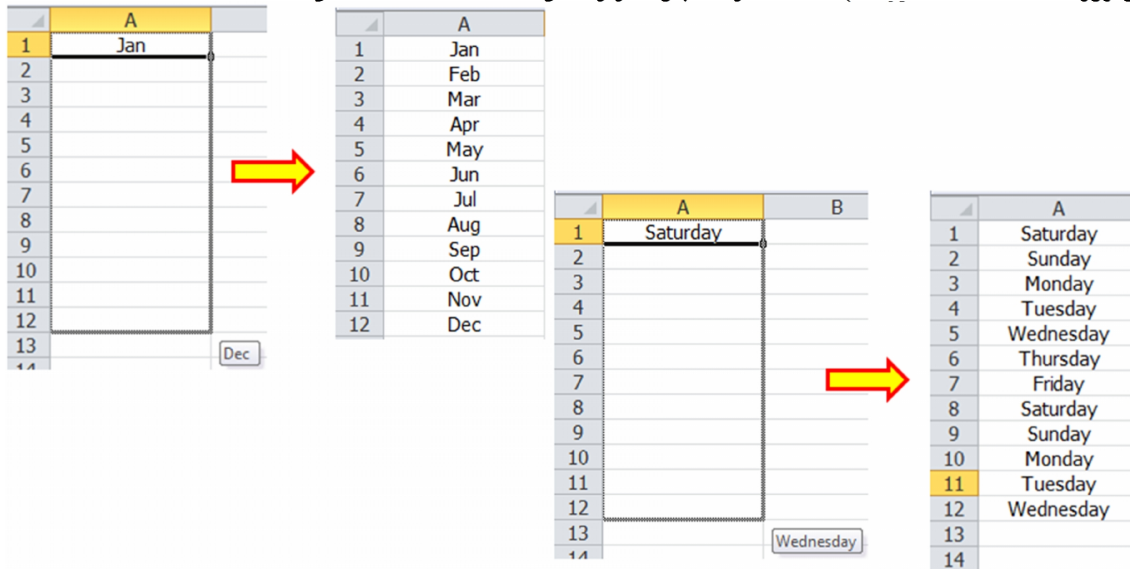 A
1 Jan
2
3
4
5
6
7
8
9
10
11
12
13
Dec
A
1 Jan
2 Feb
3 Mar
4 Apr
5 May
6 Jun
7 Jul
8 Aug
9 Sep
10 Oct
11 Nov
12 Dec
A B
1 Saturday
2
3
4
5
6
7
8
9
10
11
12
13
Wednesday
A
1 Saturday
2 Sunday
3 Monday
4 Tuesday
5 Wednesday
6 Thursday
7 Friday
8 Saturday
9 Sunday
10 Monday
11 Tuesday
12 Wednesday
13
14